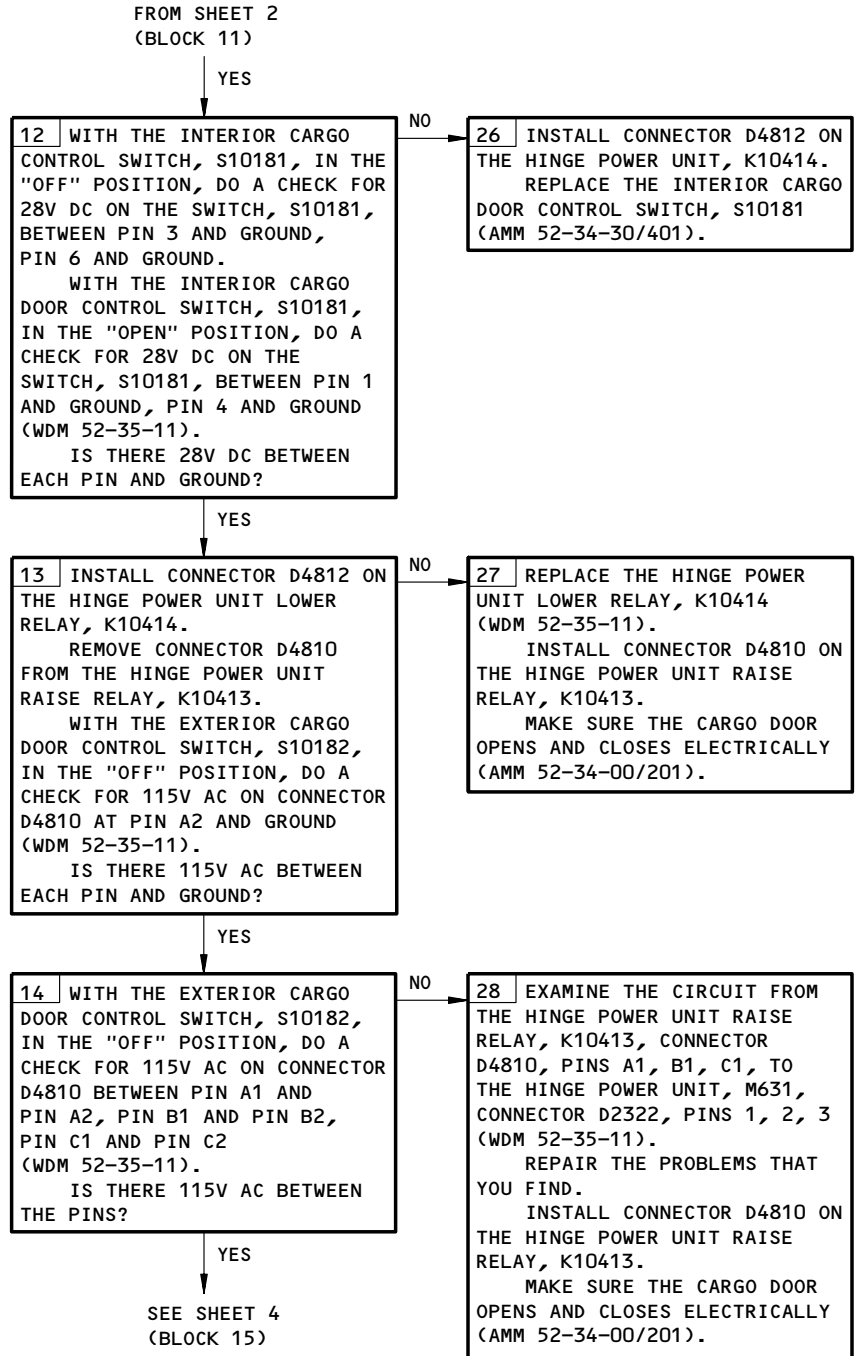 FROM SHEET 2
(BLOCK 11)
YES
12 WITH THE INTERIOR CARGO
CONTROL SWITCH, S10181, IN THE
"OFF" POSITION, DO A CHECK FOR
28V DC ON THE SWITCH, S10181,
BETWEEN PIN 3 AND GROUND,
PIN 6 AND GROUND.
WITH THE INTERIOR CARGO
DOOR CONTROL SWITCH, S10181,
IN THE "OPEN" POSITION, DO A
CHECK FOR 28V DC ON THE
SWITCH, S10181, BETWEEN PIN 1
AND GROUND, PIN 4 AND GROUND
(WDM 52-35-11).
IS THERE 28V DC BETWEEN
EACH PIN AND GROUND?
NO
26 INSTALL CONNECTOR D4812 ON
THE HINGE POWER UNIT, K10414.
REPLACE THE INTERIOR CARGO
DOOR CONTROL SWITCH, S10181
(AMM 52-34-30/401).
YES
13 INSTALL CONNECTOR D4812 ON
THE HINGE POWER UNIT LOWER
RELAY, K10414.
REMOVE CONNECTOR D4810
FROM THE HINGE POWER UNIT
RAISE RELAY, K10413.
WITH THE EXTERIOR CARGO
DOOR CONTROL SWITCH, S10182,
IN THE "OFF" POSITION, DO A
CHECK FOR 115V AC ON CONNECTOR
D4810 AT PIN A2 AND GROUND
(WDM 52-35-11).
IS THERE 115V AC BETWEEN
EACH PIN AND GROUND?
NO
27 REPLACE THE HINGE POWER
UNIT LOWER RELAY, K10414
(WDM 52-35-11).
INSTALL CONNECTOR D4810 ON
THE HINGE POWER UNIT RAISE
RELAY, K10413.
MAKE SURE THE CARGO DOOR
OPENS AND CLOSES ELECTRICALLY
(AMM 52-34-00/201).
YES
14 WITH THE EXTERIOR CARGO
DOOR CONTROL SWITCH, S10182,
IN THE "OFF" POSITION, DO A
CHECK FOR 115V AC ON CONNECTOR
D4810 BETWEEN PIN A1 AND
PIN A2, PIN B1 AND PIN B2,
PIN C1 AND PIN C2
(WDM 52-35-11).
IS THERE 115V AC BETWEEN
THE PINS?
NO
28 EXAMINE THE CIRCUIT FROM
THE HINGE POWER UNIT RAISE
RELAY, K10413, CONNECTOR
D4810, PINS A1, B1, C1, TO
THE HINGE POWER UNIT, M631,
CONNECTOR D2322, PINS 1, 2, 3
(WDM 52-35-11).
REPAIR THE PROBLEMS THAT
YOU FIND.
INSTALL CONNECTOR D4810 ON
THE HINGE POWER UNIT RAISE
RELAY, K10413.
MAKE SURE THE CARGO DOOR
OPENS AND CLOSES ELECTRICALLY
(AMM 52-34-00/201).
YES
SEE SHEET 4
(BLOCK 15)